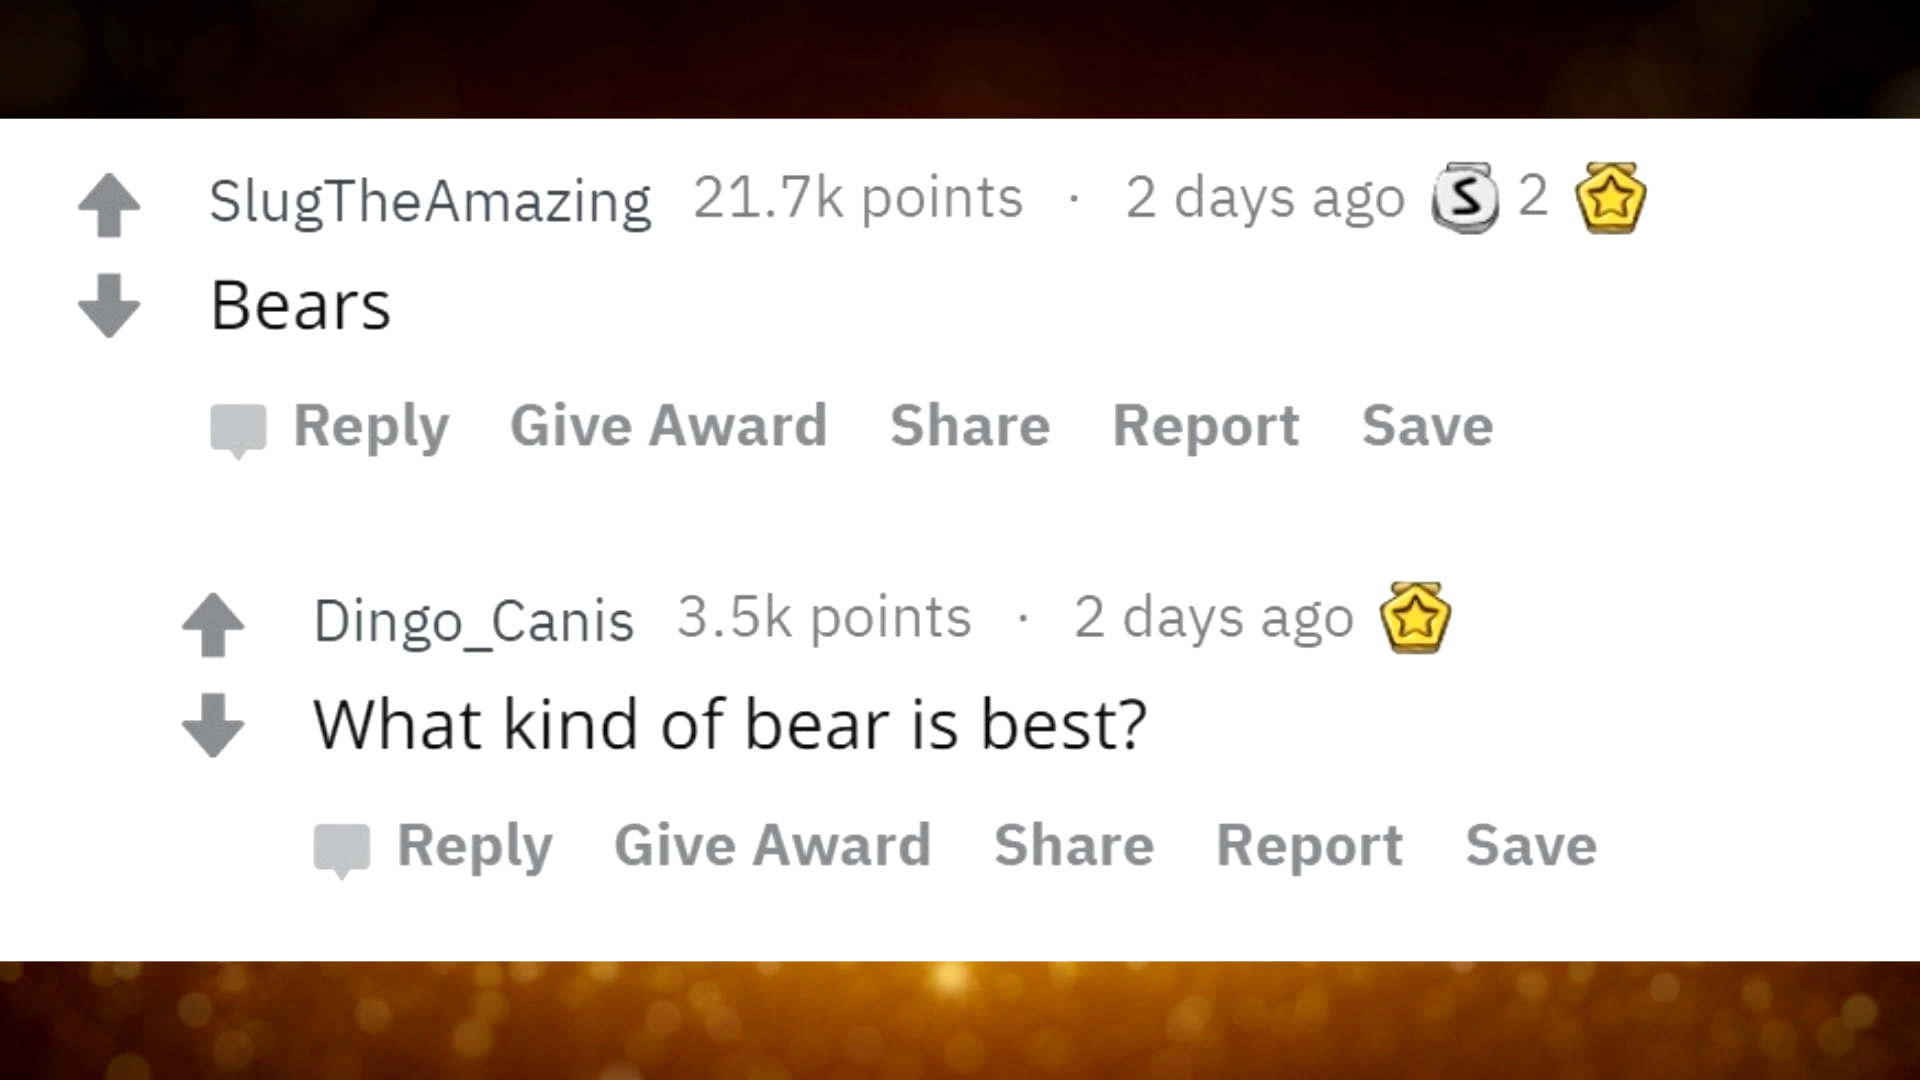 SlugTheAmazing 21.7k points · 2 days ago S 2
Bears
Reply Give Award Share Report Save
Dingo_Canis 3.5k points · 2 days ago
What kind of bear is best?
Reply Give Award Share Report Save